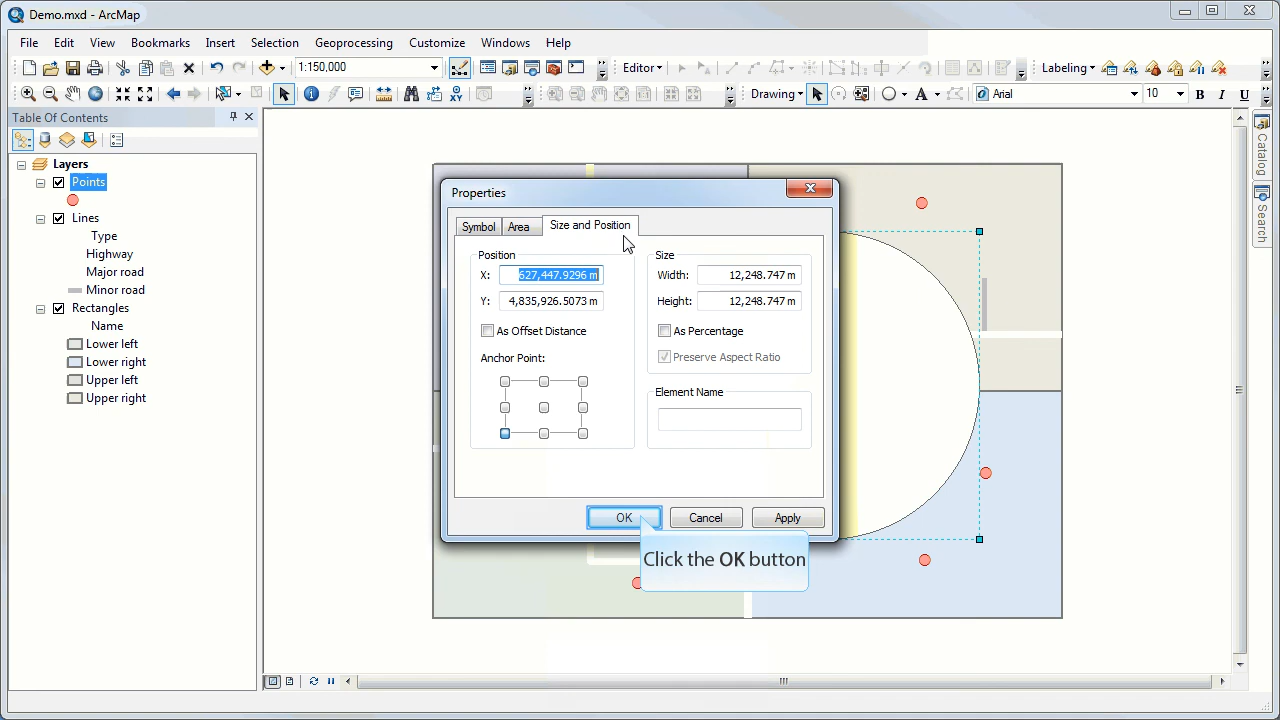 Demo.mxd - ArcMap
File Edit View Bookmarks Insert Selection Geoprocessing Customize Windows Help
1:150,000
Editor
Labeling
Drawing
A
Arial
10
B I U
Table Of Contents
Layers
Points
Lines
Type
Highway
Major road
Minor road
Rectangles
Name
Lower left
Lower right
Upper left
Upper right
Properties
Symbol Area Size and Position
Position
X: 627,447.9296 m
Y: 4,835,926.5073 m
As Offset Distance
Anchor Point:
Size
Width: 12,248.747 m
Height: 12,248.747 m
As Percentage
Preserve Aspect Ratio
Element Name
OK Cancel Apply
Click the OK button
Catalog
Search